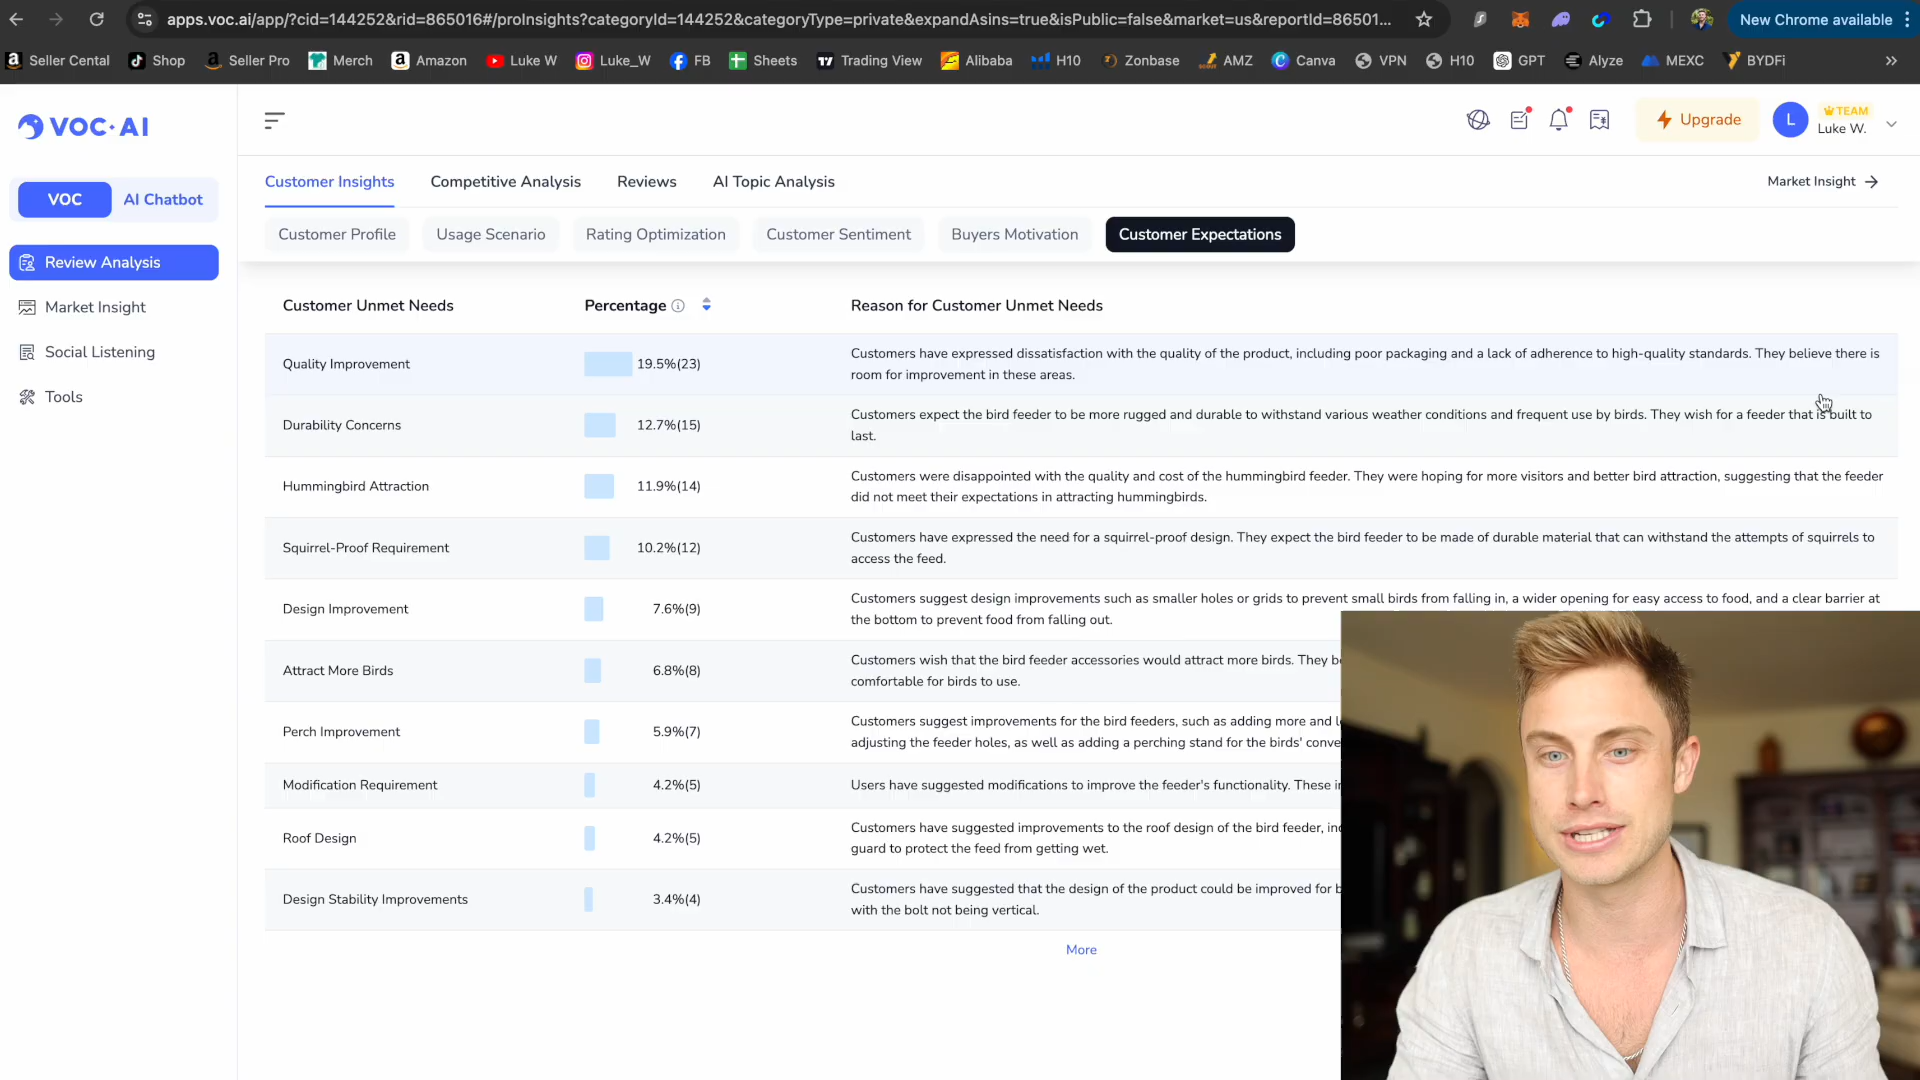 apps.voc.ai/app/?cid=144252&rid=865016#/proInsights?categoryId=144252&categoryType=private&expandAsins=true&isPublic=false&market=us&reportId=86501...
New Chrome available
Seller Cental
Shop
Seller Pro
Merch
Amazon
Luke W
Luke_W
FB
Sheets
Trading View
Alibaba
H10
Zonbase
AMZ
Canva
VPN
H10
GPT
Alyze
MEXC
BYDFi
VOC·AI
Upgrade
L
TEAM
Luke W.
VOC
AI Chatbot
Review Analysis
Market Insight
Social Listening
Tools
Customer Insights
Competitive Analysis
Reviews
AI Topic Analysis
Market Insight
Customer Profile
Usage Scenario
Rating Optimization
Customer Sentiment
Buyers Motivation
Customer Expectations
Customer Unmet Needs
Percentage
Reason for Customer Unmet Needs
Quality Improvement
19.5%(23)
Customers have expressed dissatisfaction with the quality of the product, including poor packaging and a lack of adherence to high-quality standards. They believe there is
room for improvement in these areas.
Durability Concerns
12.7%(15)
Customers expect the bird feeder to be more rugged and durable to withstand various weather conditions and frequent use by birds. They wish for a feeder that is built to
last.
Hummingbird Attraction
11.9%(14)
Customers were disappointed with the quality and cost of the hummingbird feeder. They were hoping for more visitors and better bird attraction, suggesting that the feeder
did not meet their expectations in attracting hummingbirds.
Squirrel-Proof Requirement
10.2%(12)
Customers have expressed the need for a squirrel-proof design. They expect the bird feeder to be made of durable material that can withstand the attempts of squirrels to
access the feed.
Design Improvement
7.6%(9)
Customers suggest design improvements such as smaller holes or grids to prevent small birds from falling in, a wider opening for easy access to food, and a clear barrier at
the bottom to prevent food from falling out.
Attract More Birds
6.8%(8)
Customers wish that the bird feeder accessories would attract more birds. They
comfortable for birds to use.
Perch Improvement
5.9%(7)
Customers suggest improvements for the bird feeders, such as adding more and
adjusting the feeder holes, as well as adding a perching stand for the birds'
Modification Requirement
4.2%(5)
Users have suggested modifications to improve the feeder's functionality. These
Roof Design
4.2%(5)
Customers have suggested improvements to the roof design of the bird feeder,
guard to protect the feed from getting wet.
Design Stability Improvements
3.4%(4)
Customers have suggested that the design of the product could be improved for
with the bolt not being vertical.
More